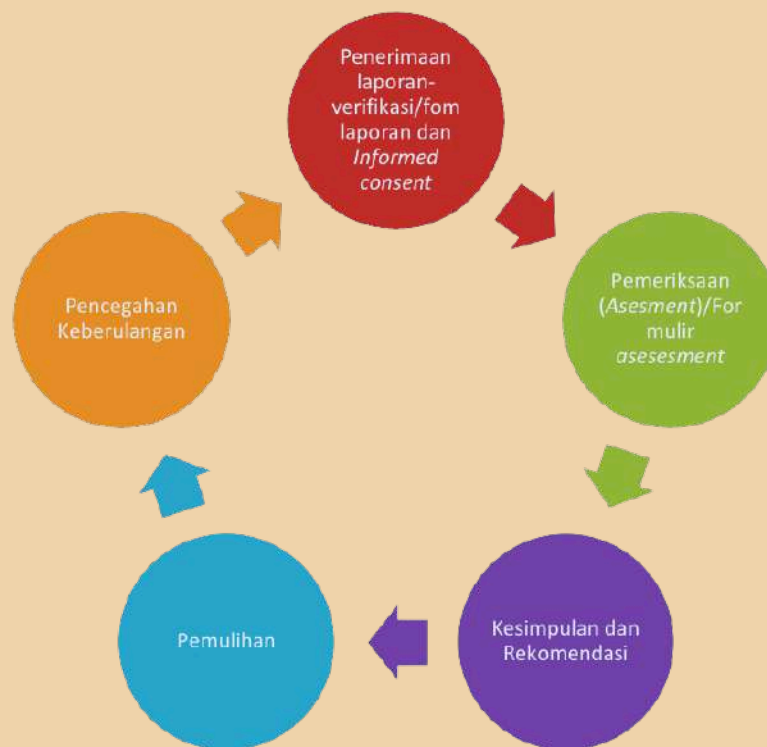 Penerimaan
laporan-
verifikasi/fom
laporan dan
Informed
consent
Pemeriksaan
(Asesment)/For
mulir
asesesment
Kesimpulan dan
Rekomendasi
Pemulihan
Pencegahan
Keberulangan